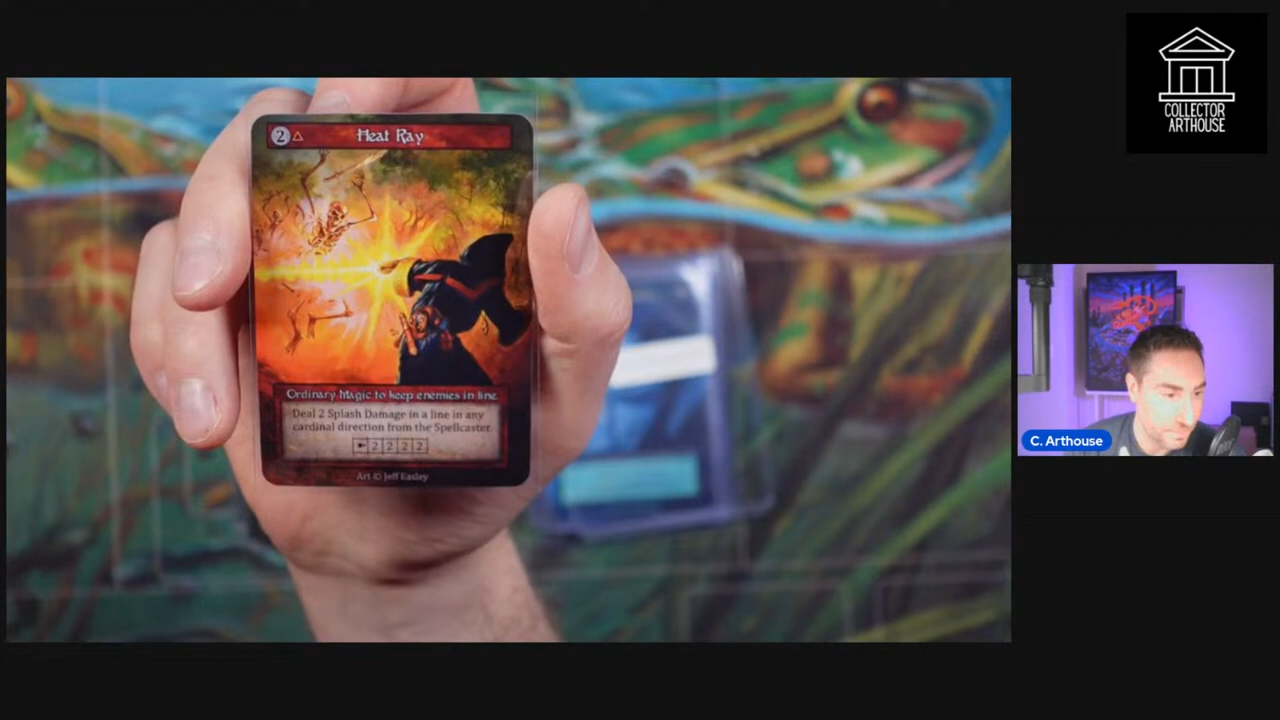 2
Heat Ray
Ordinary Magic to keep enemies in line.
Deal 2 Splash Damage in a line in any
cardinal direction from the Spellcaster.
2 2 2 2
Art © Jeff Easley
COLLECTOR
ARTHOUSE
C. Arthouse